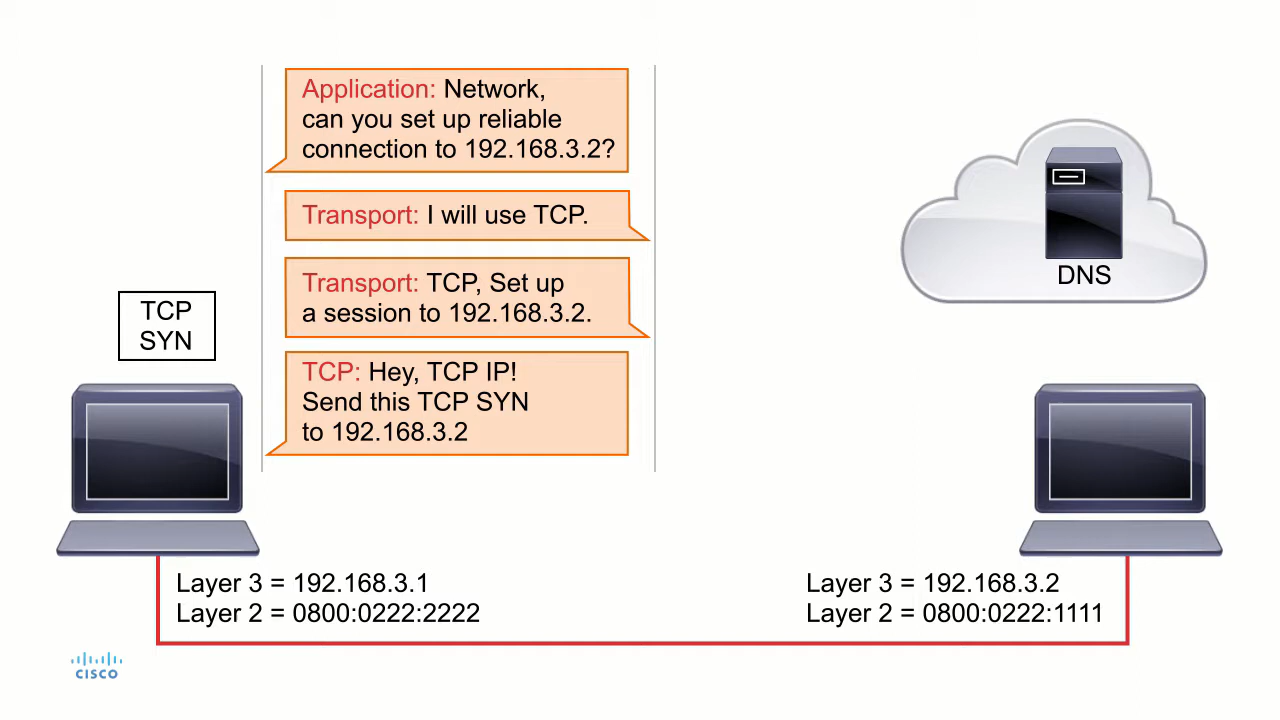 Application: Network,
can you set up reliable
connection to 192.168.3.2?
Transport: I will use TCP.
Transport: TCP, Set up
a session to 192.168.3.2.
TCP: Hey, TCP IP!
Send this TCP SYN
to 192.168.3.2
TCP
SYN
DNS
Layer 3 = 192.168.3.1
Layer 2 = 0800:0222:2222
Layer 3 = 192.168.3.2
Layer 2 = 0800:0222:1111
CISCO